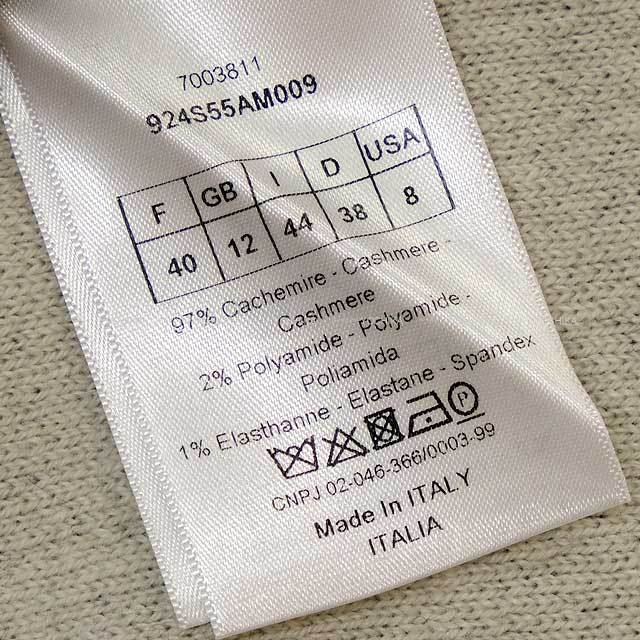 7003811
924S55AM009
F GB I D USA
40 12 44 38 8
97% Cachemire - Cashmere -
Cashmere
2% Polyamide - Polyamide -
Poliamida
1% Elasthanne - Elastane - Spandex
P
CNPJ 02-046-366/0003-99
Made In ITALY
ITALIA